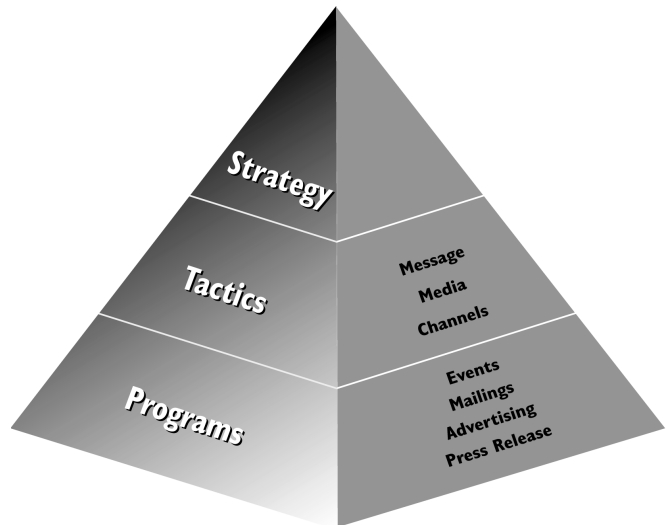 Strategy
Tactics
Message
Media
Channels
Programs
Events
Mailings
Advertising
Press Release